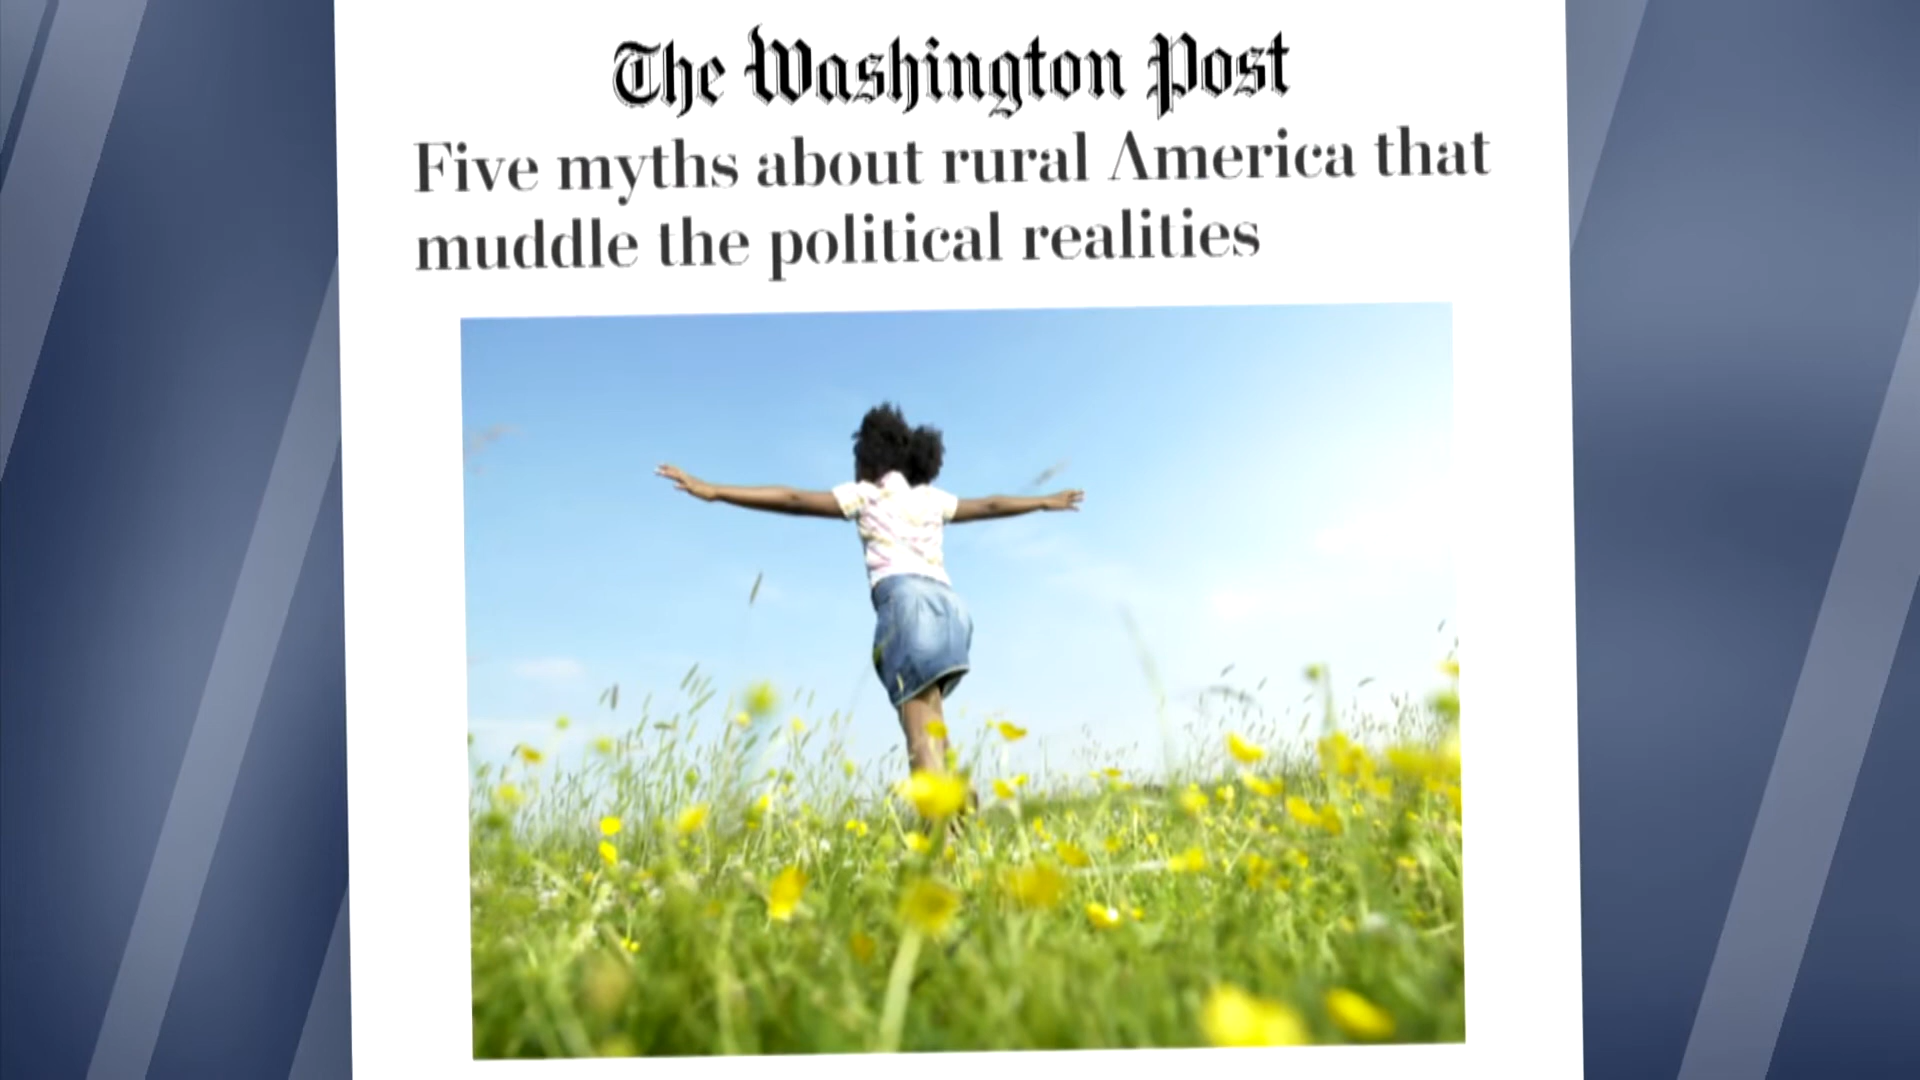 The Washington Post
Five myths about rural America that
muddle the political realities